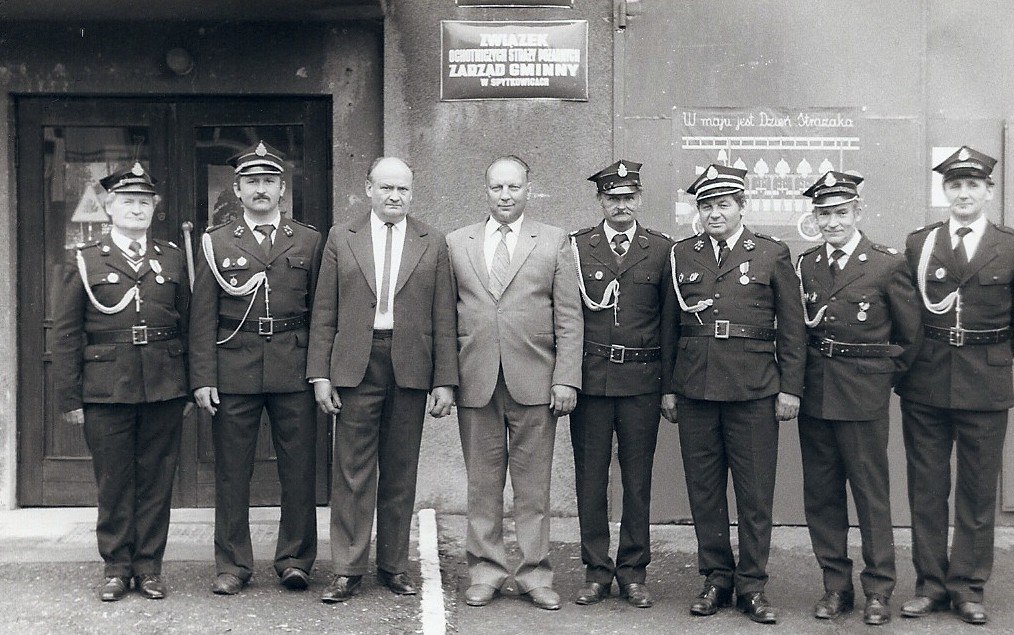 ZWIĄZEK
OCHOTNICZYCH STRAŻY POŻARNYCH
ZARZĄD GMINNY
W SPYTKOWICACH
W maju jest Dzień Strażaka